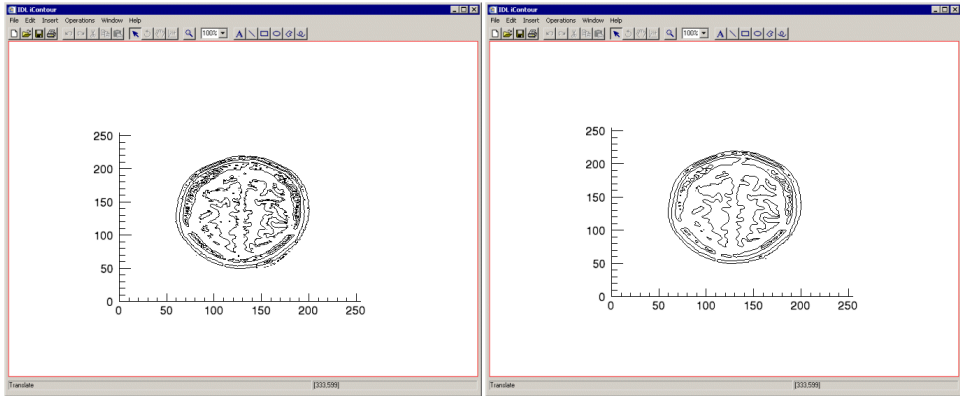 IDL iContour
File Edit Insert Operations Window Help
100%
A
250
200
150
100
50
0
0 50 100 150 200 250
Translate [333,599]
IDL iContour
File Edit Insert Operations Window Help
100%
A
250
200
150
100
50
0
0 50 100 150 200 250
Translate [333,599]